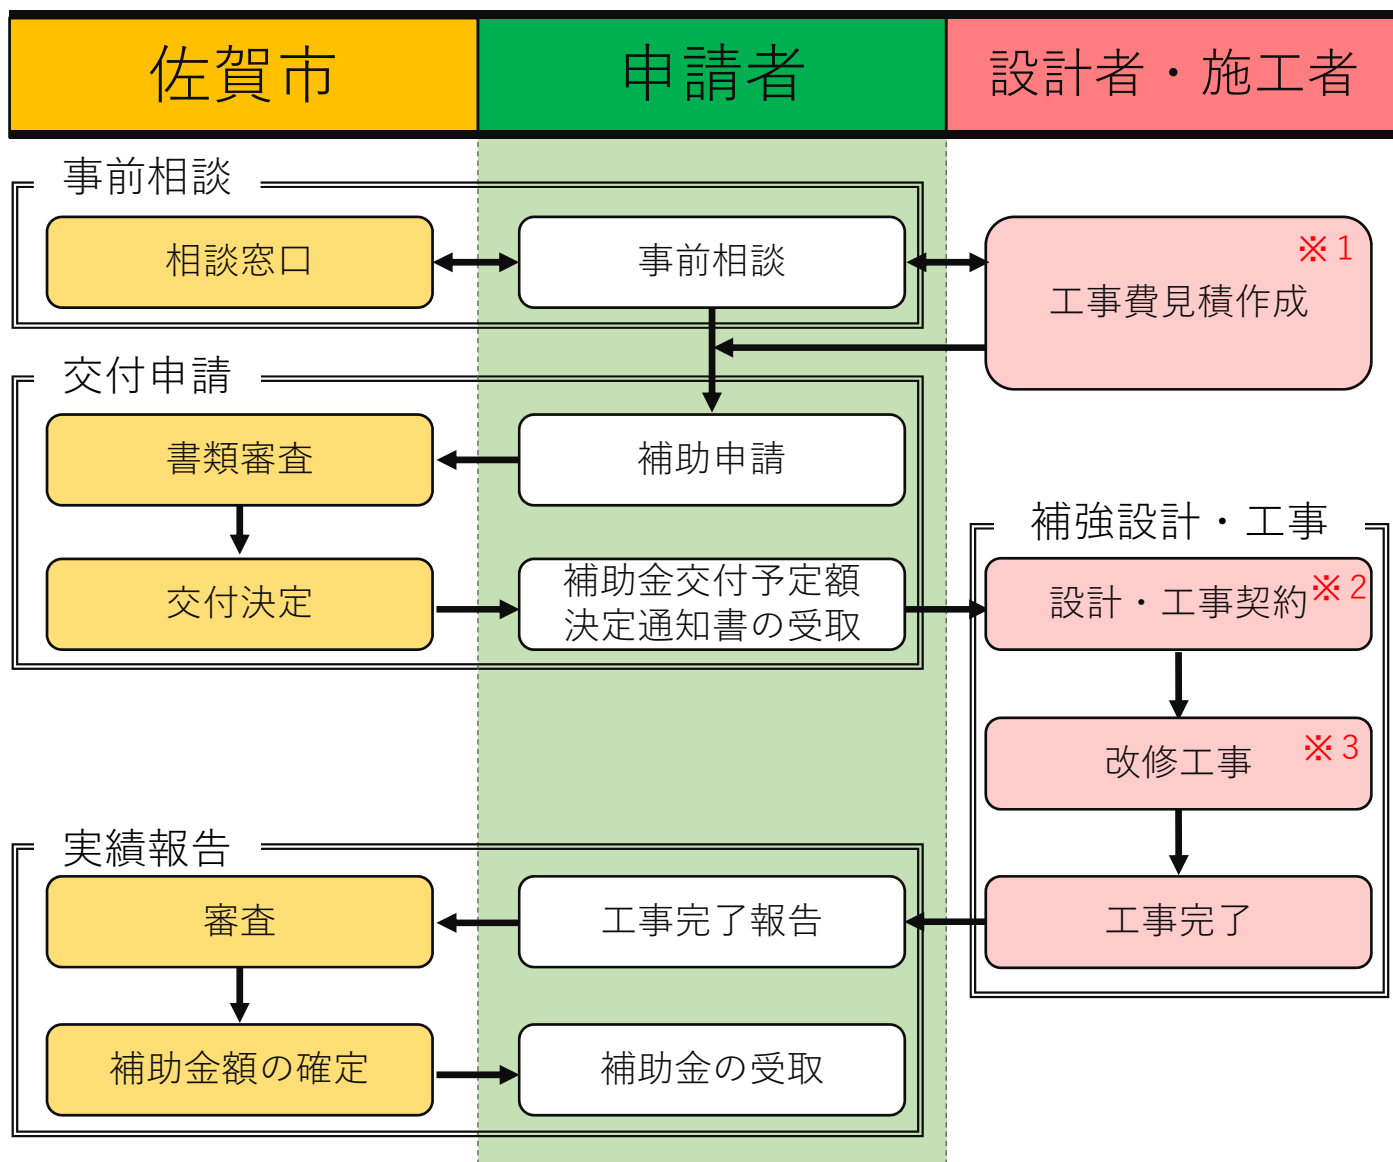 佐賀市
申請者
設計者・施工者
事前相談
相談窓口
事前相談
※1
工事費見積作成
交付申請
書類審査
補助申請
補強設計・工事
交付決定
補助金交付予定額
決定通知書の受取
設計・工事契約※2
改修工事
※3
実績報告
審査
工事完了報告
工事完了
補助金額の確定
補助金の受取